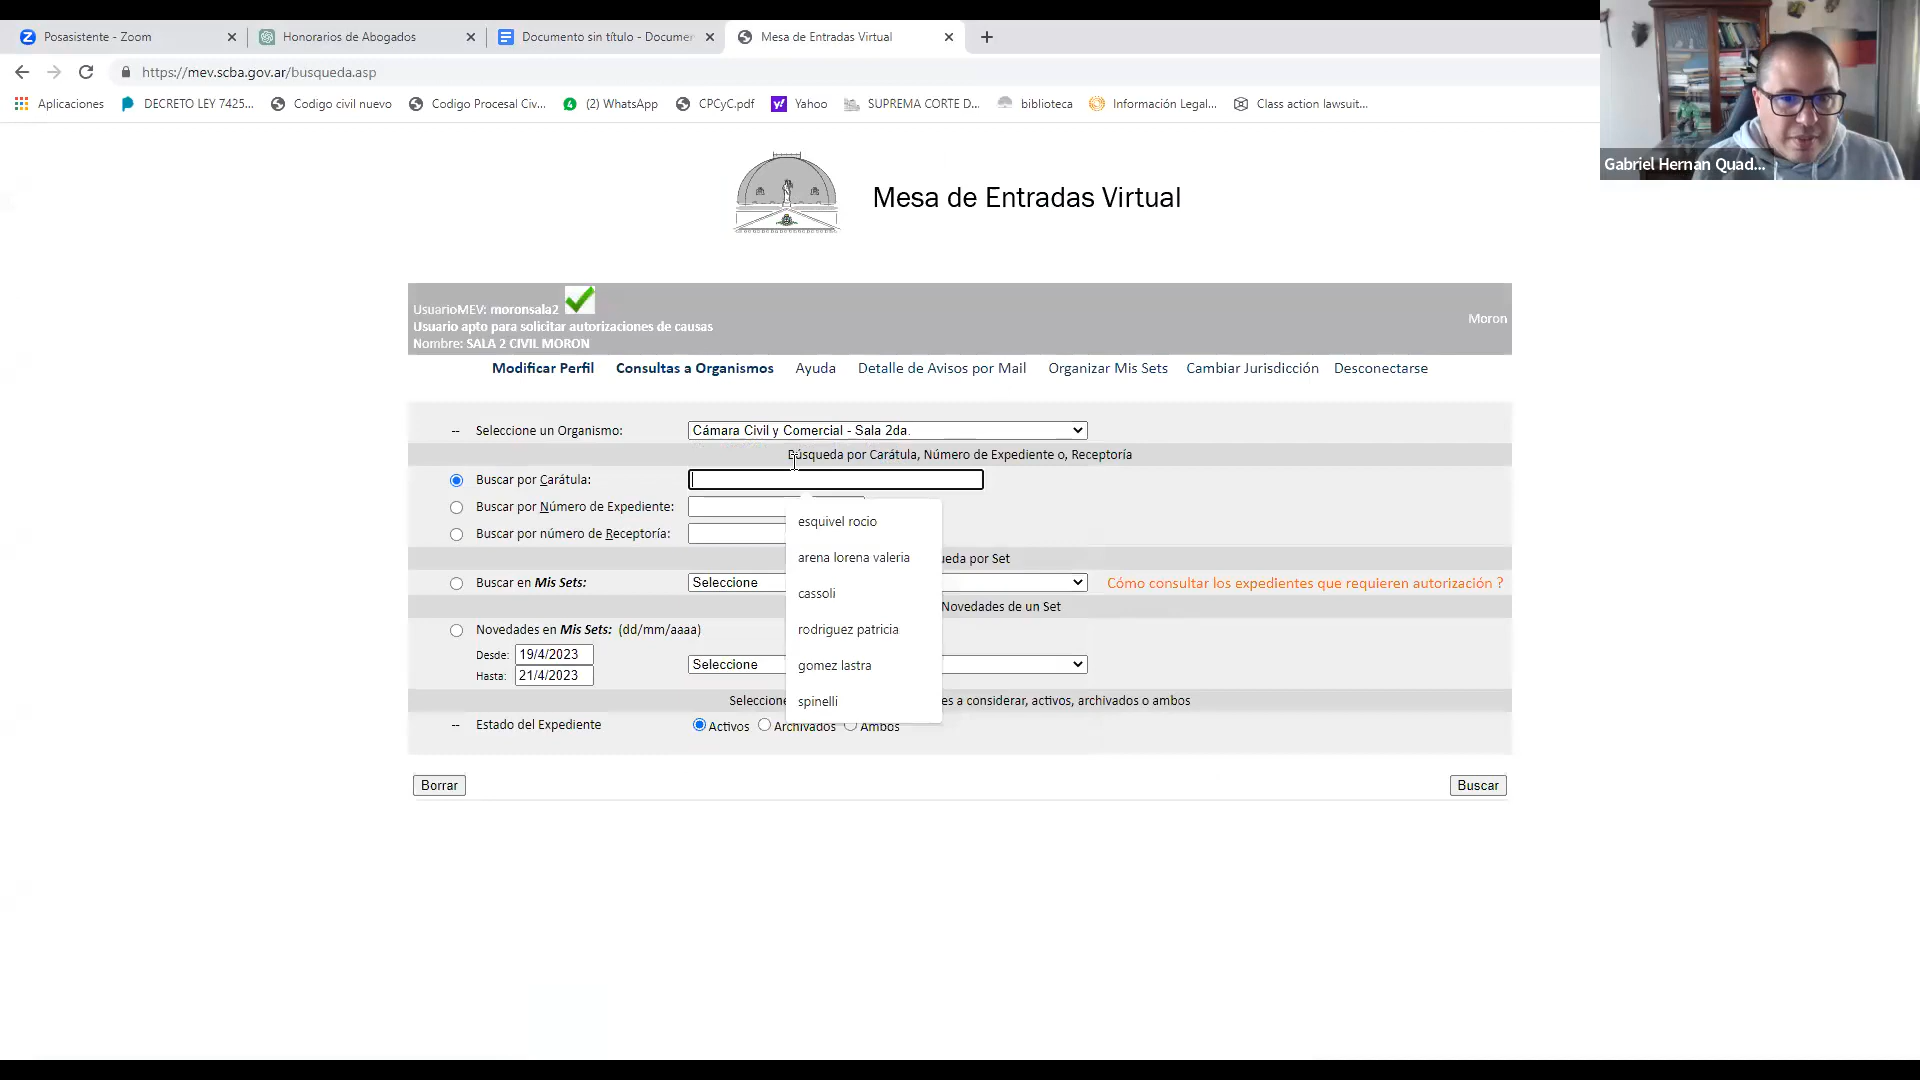 Posasistente - Zoom
Honorarios de Abogados
Documento sin título - Documen
Mesa de Entradas Virtual
https://mev.scba.gov.ar/busqueda.asp
Aplicaciones
DECRETO LEY 7425...
Codigo civil nuevo
Codigo Procesal Civ...
(2) WhatsApp
CPCyC.pdf
Yahoo
SUPREMA CORTE D...
biblioteca
Información Legal...
Class action lawsuit...
Gabriel Hernan Quad...
Mesa de Entradas Virtual
UsuarioMEV: moronsala2
Usuario apto para solicitar autorizaciones de causas
Nombre: SALA 2 CIVIL MORON
Moron
Modificar Perfil
Consultas a Organismos
Ayuda
Detalle de Avisos por Mail
Organizar Mis Sets
Cambiar Jurisdicción
Desconectarse
-- Seleccione un Organismo:
Cámara Civil y Comercial - Sala 2da.
Búsqueda por Carátula, Número de Expediente o, Receptoría
Buscar por Carátula:
Buscar por Número de Expediente:
Buscar por número de Receptoría:
esquivel rocio
arena lorena valeria
cassoli
rodriguez patricia
gomez lastra
spinelli
ueda por Set
Buscar en Mis Sets:
Seleccione
Cómo consultar los expedientes que requieren autorización ?
Novedades de un Set
Novedades en Mis Sets: (dd/mm/aaaa)
Desde: 19/4/2023
Hasta: 21/4/2023
Seleccione
Seleccione
es a considerar, activos, archivados o ambos
-- Estado del Expediente
Activos
Archivados
Ambos
Borrar
Buscar